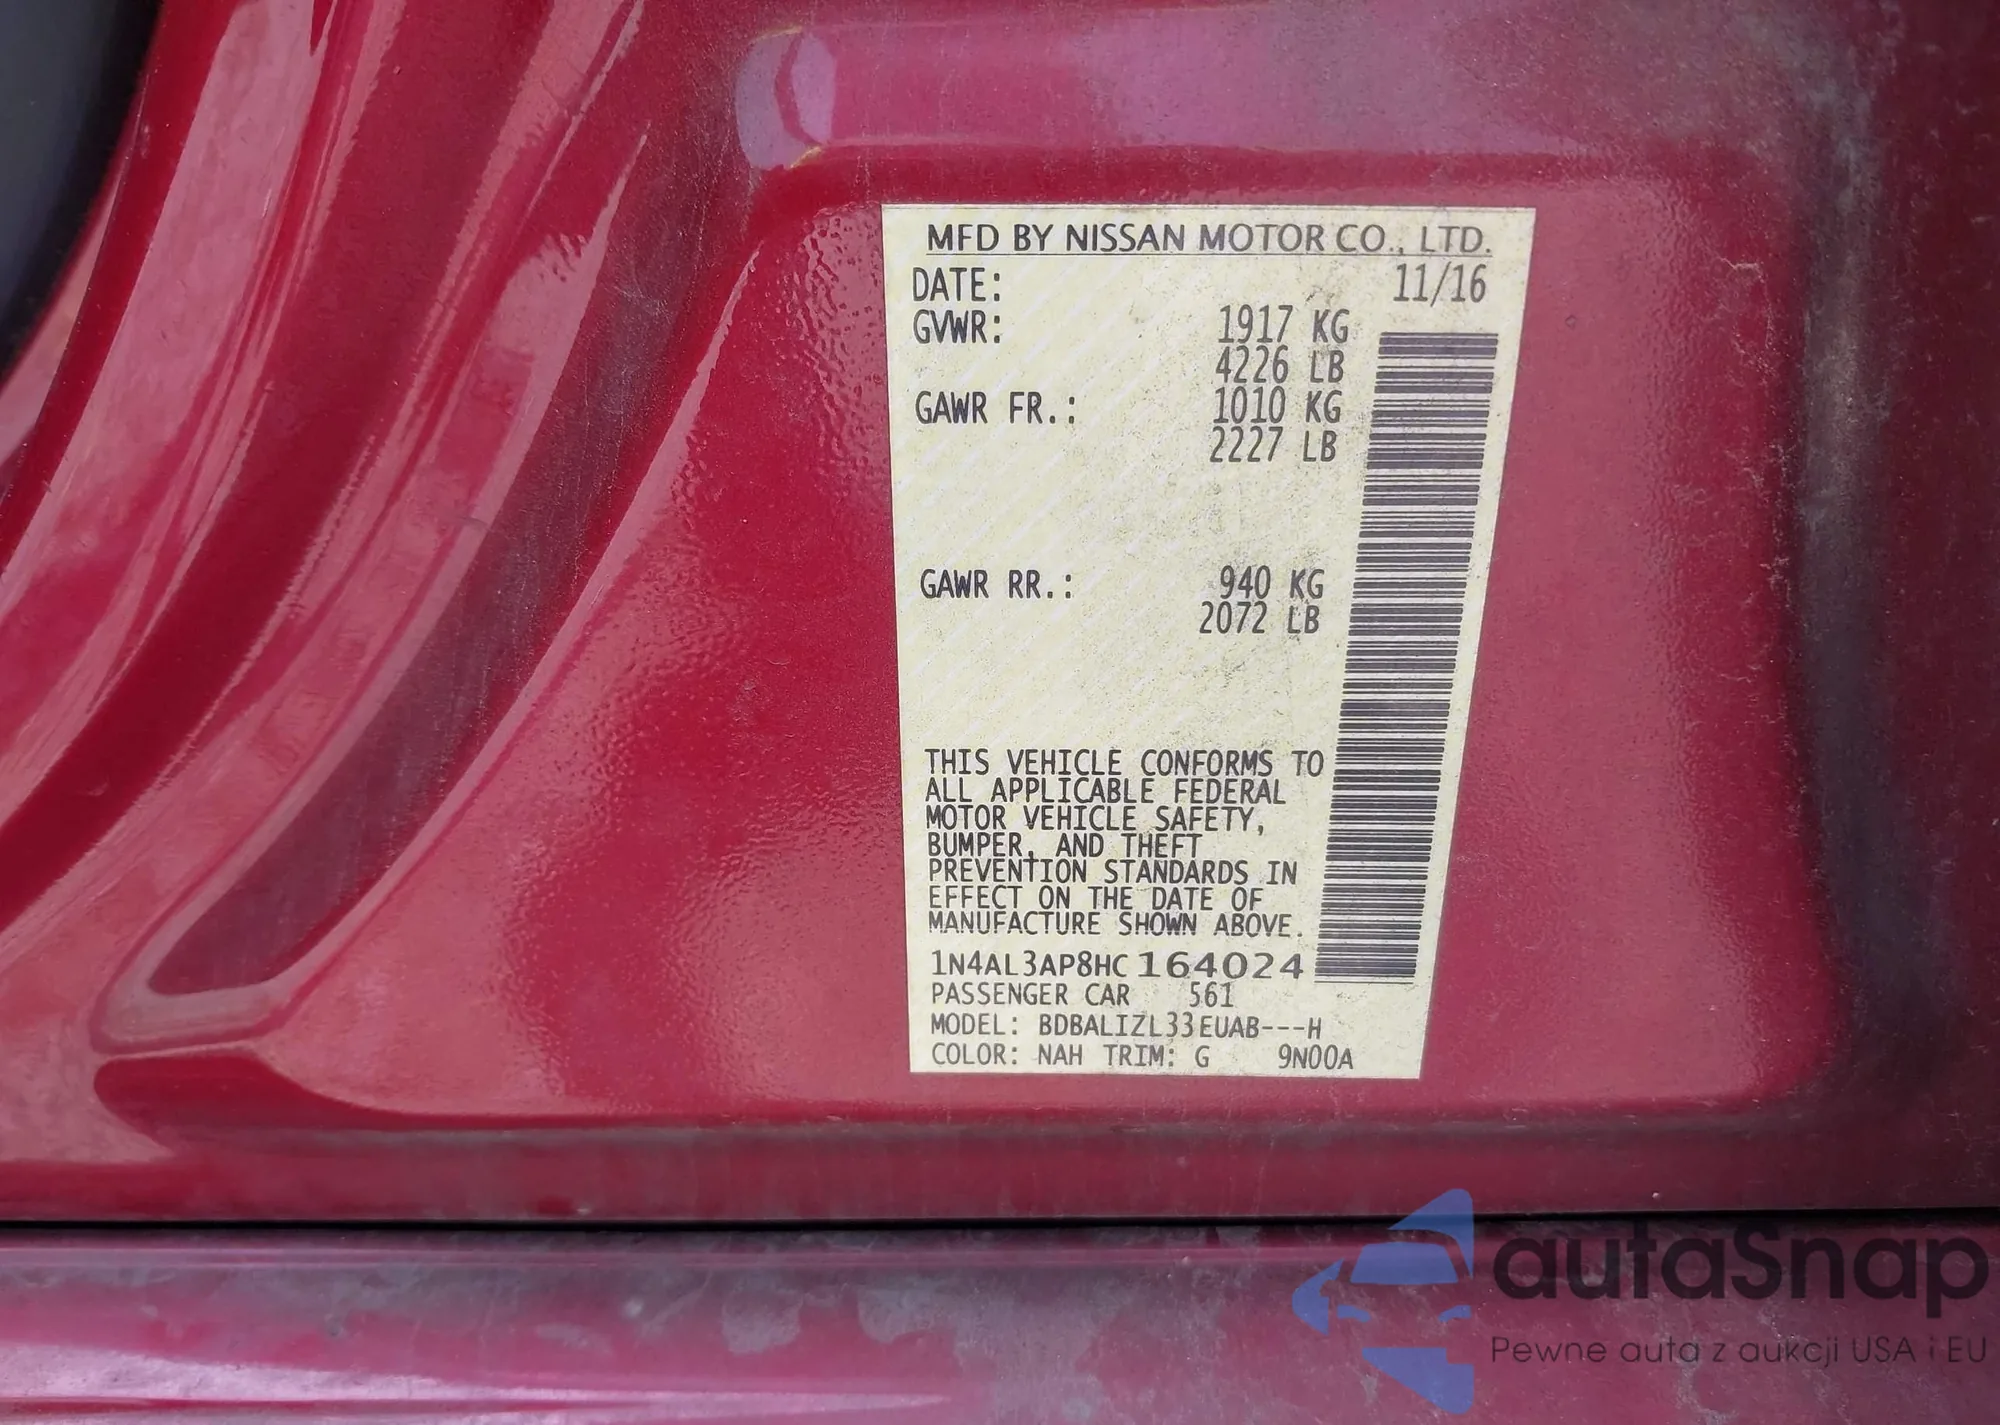 MFD BY NISSAN MOTOR CO., LTD.
DATE: 11/16
GVWR: 1917 KG
4226 LB
GAWR FR.: 1010 KG
2227 LB
GAWR RR.: 940 KG
2072 LB
THIS VEHICLE CONFORMS TO
ALL APPLICABLE FEDERAL
MOTOR VEHICLE SAFETY,
BUMPER, AND THEFT
PREVENTION STANDARDS IN
EFFECT ON THE DATE OF
MANUFACTURE SHOWN ABOVE.
1N4AL3AP8HC164024
PASSENGER CAR 561
MODEL: BDBALIZL33EUAB---H
COLOR: NAH TRIM: G 9N00A
autaSnap
Pewne auta z aukcji USA i EU